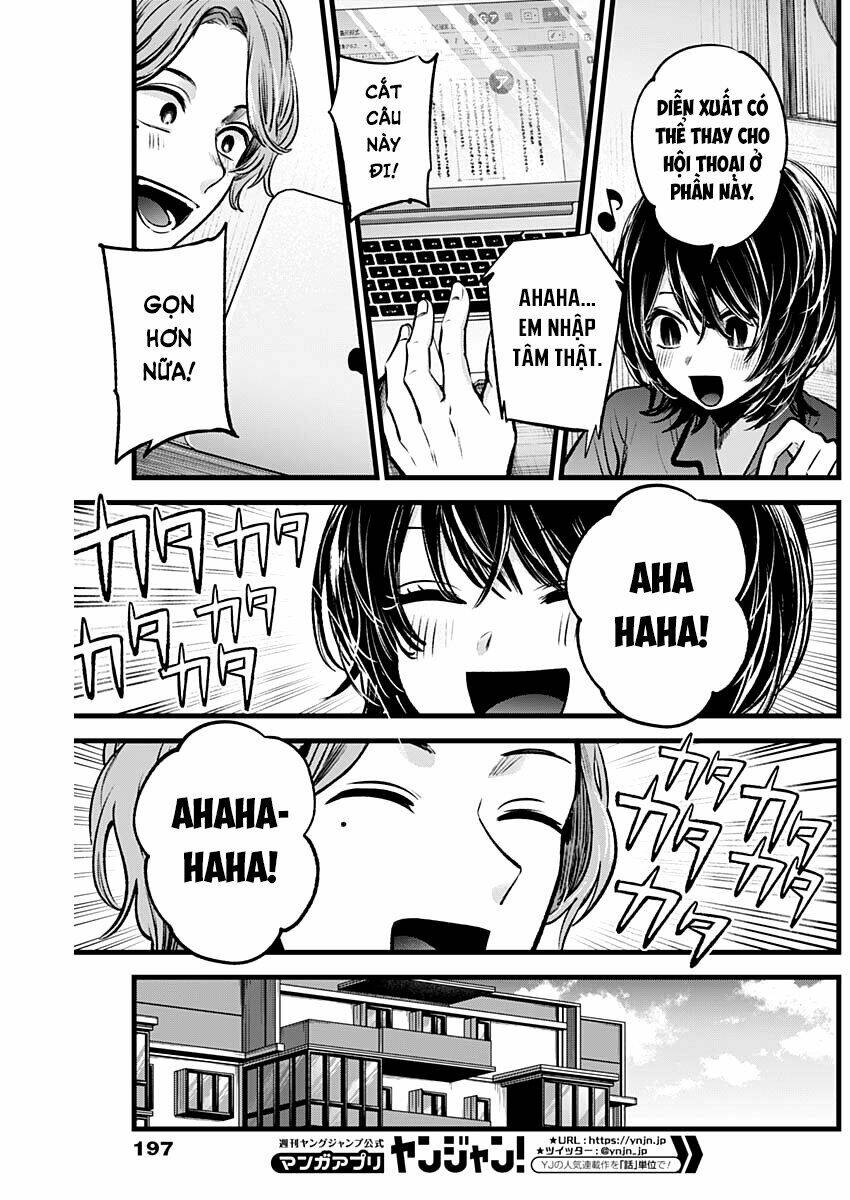 DIỄN XUẤT CÓ
THỂ THAY CHO
HỘI THOẠI Ở
PHẦN NÀY.
CẮT
CÂU NÀY
ĐI!
AHAHA...
EM NHẬP
TÂM THẬT.
GỌN
HƠN
NỮA!
カタ
カタ
カタ
カタ
カタ
カタ
AHA
HAHA!
AHAHA-
HAHA!
カタ
カタ
カタ
カタ
カタ
カタ
197
週刊ヤングジャンプ公式
マンガアプリ
ヤンジャン!
★URL:https://ynjn.jp
★ツイッター:@ynjn_jp
YJの人気連載作を「話」単位で!